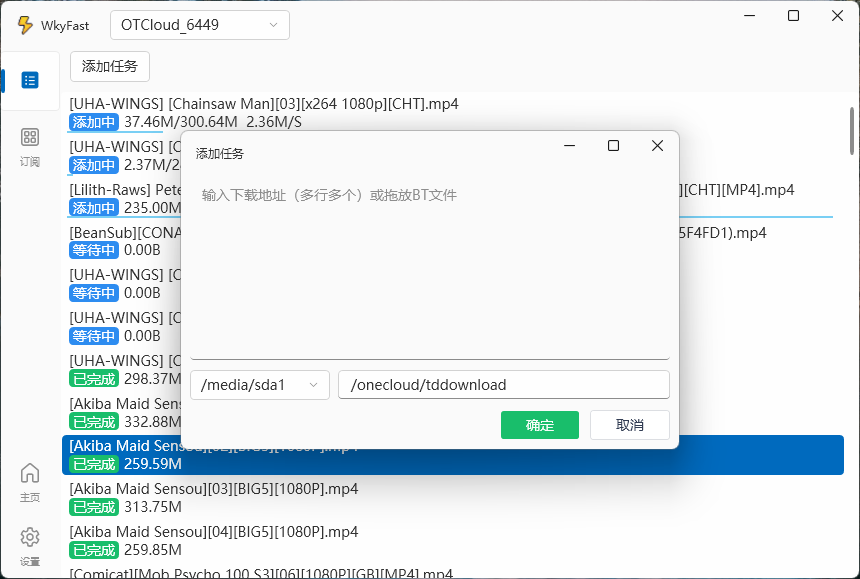 WkyFast
OTCloud_6449
添加任务
订阅
主页
设置
[UHA-WINGS] [Chainsaw Man][03][x264 1080p][CHT].mp4
添加中 37.46M/300.64M 2.36M/S
[UHA-WINGS] [C
添加中 2.37M/2
[Lilith-Raws] Pete ][CHT][MP4].mp4
添加中 235.00M
[BeanSub][CONA 5F4FD1).mp4
等待中 0.00B
[UHA-WINGS] [C
等待中 0.00B
[UHA-WINGS] [C
等待中 0.00B
[UHA-WINGS] [C
已完成 298.37M
[Akiba Maid Sens
已完成 332.88M
[Akiba Maid Sensou][02][BIG5][1080P].mp4
已完成 259.59M
[Akiba Maid Sensou][03][BIG5][1080P].mp4
已完成 313.75M
[Akiba Maid Sensou][04][BIG5][1080P].mp4
已完成 259.85M
[Comicat][Mob Psycho 100 S3][06][1080P][GB][MP4].mp4
添加任务
输入下载地址（多行多个）或拖放BT文件
/media/sda1
/onecloud/tddownload
确定
取消